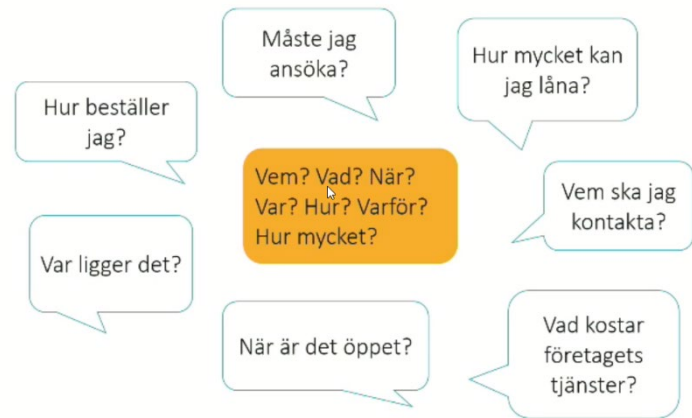 Måste jag
ansöka?
Hur mycket kan
jag låna?
Hur beställer
jag?
Vem? Vad? När?
Var? Hur? Varför?
Hur mycket?
Vem ska jag
kontakta?
Var ligger det?
När är det öppet?
Vad kostar
företagets
tjänster?